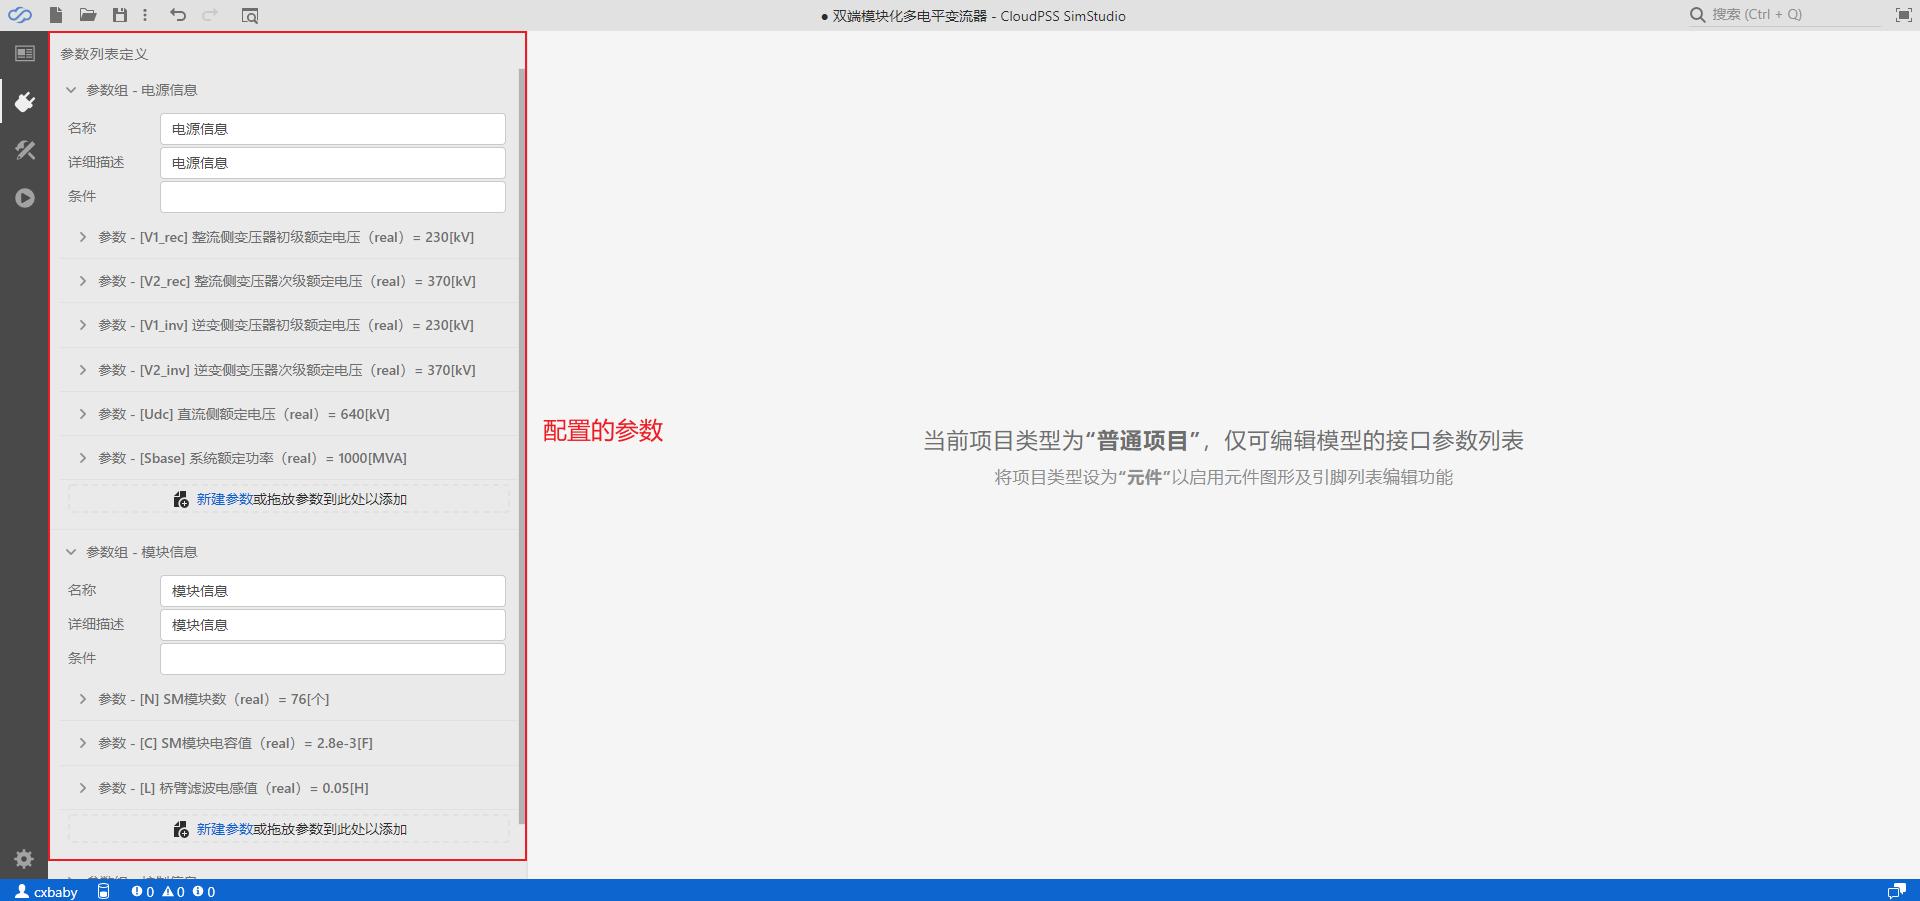 ● 双端模块化多电平变流器 - CloudPSS SimStudio
搜索 (Ctrl + Q)
参数列表定义
参数组 - 电源信息
名称
电源信息
详细描述
电源信息
条件
参数 - [V1_rec] 整流侧变压器初级额定电压（real）= 230[kV]
参数 - [V2_rec] 整流侧变压器次级额定电压（real）= 370[kV]
参数 - [V1_inv] 逆变侧变压器初级额定电压（real）= 230[kV]
参数 - [V2_inv] 逆变侧变压器次级额定电压（real）= 370[kV]
参数 - [Udc] 直流侧额定电压（real）= 640[kV]
参数 - [Sbase] 系统额定功率（real）= 1000[MVA]
新建参数或拖放参数到此处以添加
参数组 - 模块信息
名称
模块信息
详细描述
模块信息
条件
参数 - [N] SM模块数（real）= 76[个]
参数 - [C] SM模块电容值（real）= 2.8e-3[F]
参数 - [L] 桥臂滤波电感值（real）= 0.05[H]
新建参数或拖放参数到此处以添加
配置的参数
当前项目类型为“普通项目”，仅可编辑模型的接口参数列表
将项目类型设为“元件”以启用元件图形及引脚列表编辑功能
cxbaby
0 0 0